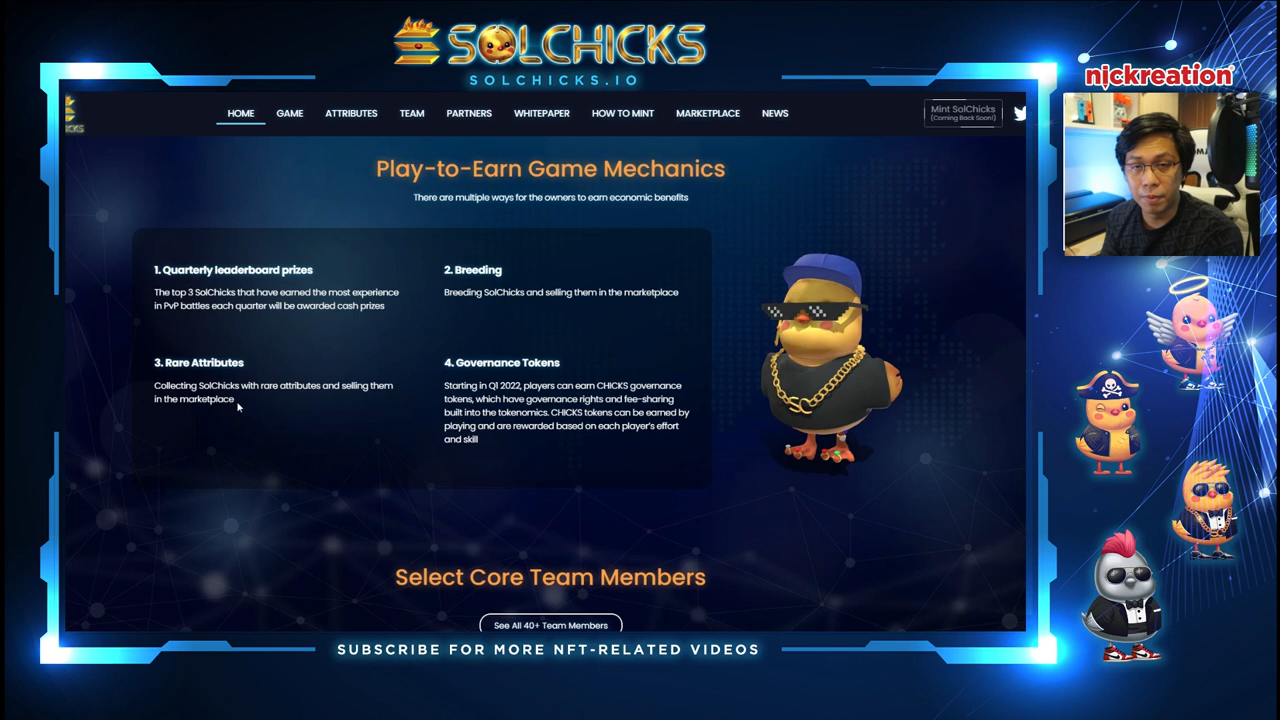 SOLCHICKS
SOLCHICKS.IO
nickreation
CKS
HOME GAME ATTRIBUTES TEAM PARTNERS WHITEPAPER HOW TO MINT MARKETPLACE NEWS
Mint SolChicks
(Coming Back Soon!)
Play-to-Earn Game Mechanics
There are multiple ways for the owners to earn economic benefits
1. Quarterly leaderboard prizes
The top 3 SolChicks that have earned the most experience
in PvP battles each quarter will be awarded cash prizes
2. Breeding
Breeding SolChicks and selling them in the marketplace
3. Rare Attributes
Collecting SolChicks with rare attributes and selling them
in the marketplace
4. Governance Tokens
Starting in Q1 2022, players can earn CHICKS governance
tokens, which have governance rights and fee-sharing
built into the tokenomics. CHICKS tokens can be earned by
playing and are rewarded based on each player's effort
and skill
Select Core Team Members
See All 40+ Team Members
SUBSCRIBE FOR MORE NFT-RELATED VIDEOS